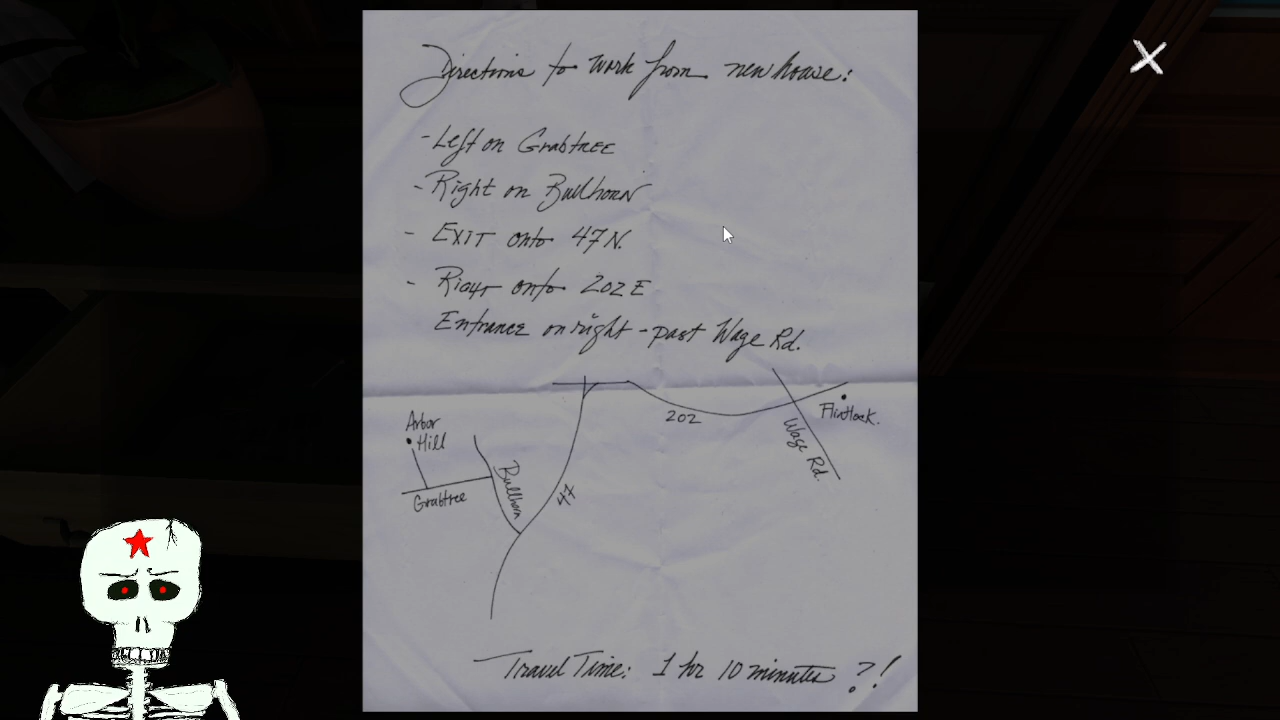 Directions to work from new house:
- Left on Grabtree
- Right on Bullhorn
- Exit onto 47 N.
- Right onto 202 E
Entrance on right - past Wage Rd.
202
Flintlock.
Arbor
Hill
Wage Rd.
Bullhorn
Grabtree
47
Travel Time: 1 hr 10 minutes ?!